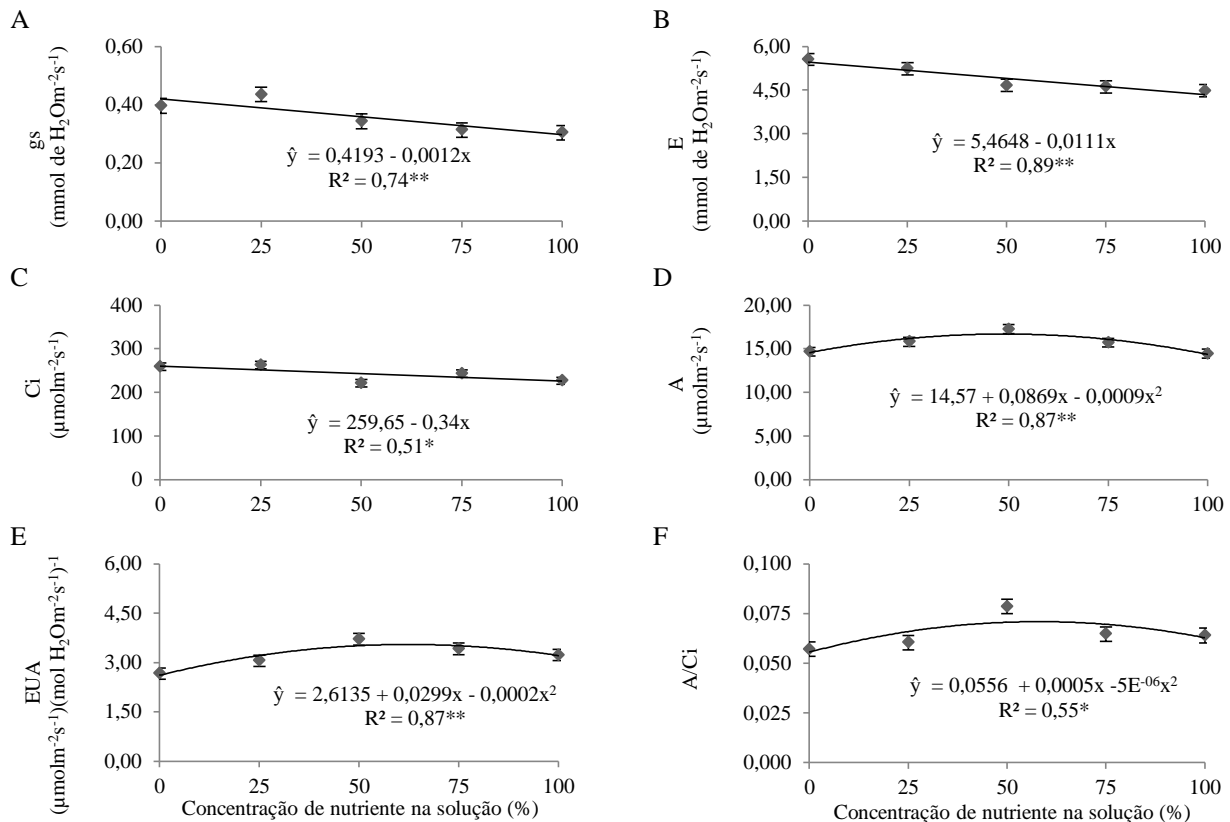 A
gs
(mmol de H₂Om⁻²s⁻¹)
0,60
0,40
0,20
0,00
ŷ = 0,4193 - 0,0012x
R² = 0,74**
0 25 50 75 100
B
E
(mmol de H₂Om⁻²s⁻¹)
6,00
4,50
3,00
1,50
0,00
ŷ = 5,4648 - 0,0111x
R² = 0,89**
0 25 50 75 100
C
Ci
(µmolm⁻²s⁻¹)
400
300
200
100
0
ŷ = 259,65 - 0,34x
R² = 0,51*
0 25 50 75 100
D
A
(µmolm⁻²s⁻¹)
20,00
15,00
10,00
5,00
0,00
ŷ = 14,57 + 0,0869x - 0,0009x²
R² = 0,87**
0 25 50 75 100
E
EUA
(µmolm⁻²s⁻¹)(mol H₂Om⁻²s⁻¹)⁻¹
6,00
4,50
3,00
1,50
0,00
ŷ = 2,6135 + 0,0299x - 0,0002x²
R² = 0,87**
0 25 50 75 100
Concentração de nutriente na solução (%)
F
A/Ci
0,100
0,075
0,050
0,025
0,000
ŷ = 0,0556 + 0,0005x -5E⁻⁰⁶x²
R² = 0,55*
0 25 50 75 100
Concentração de nutriente na solução (%)